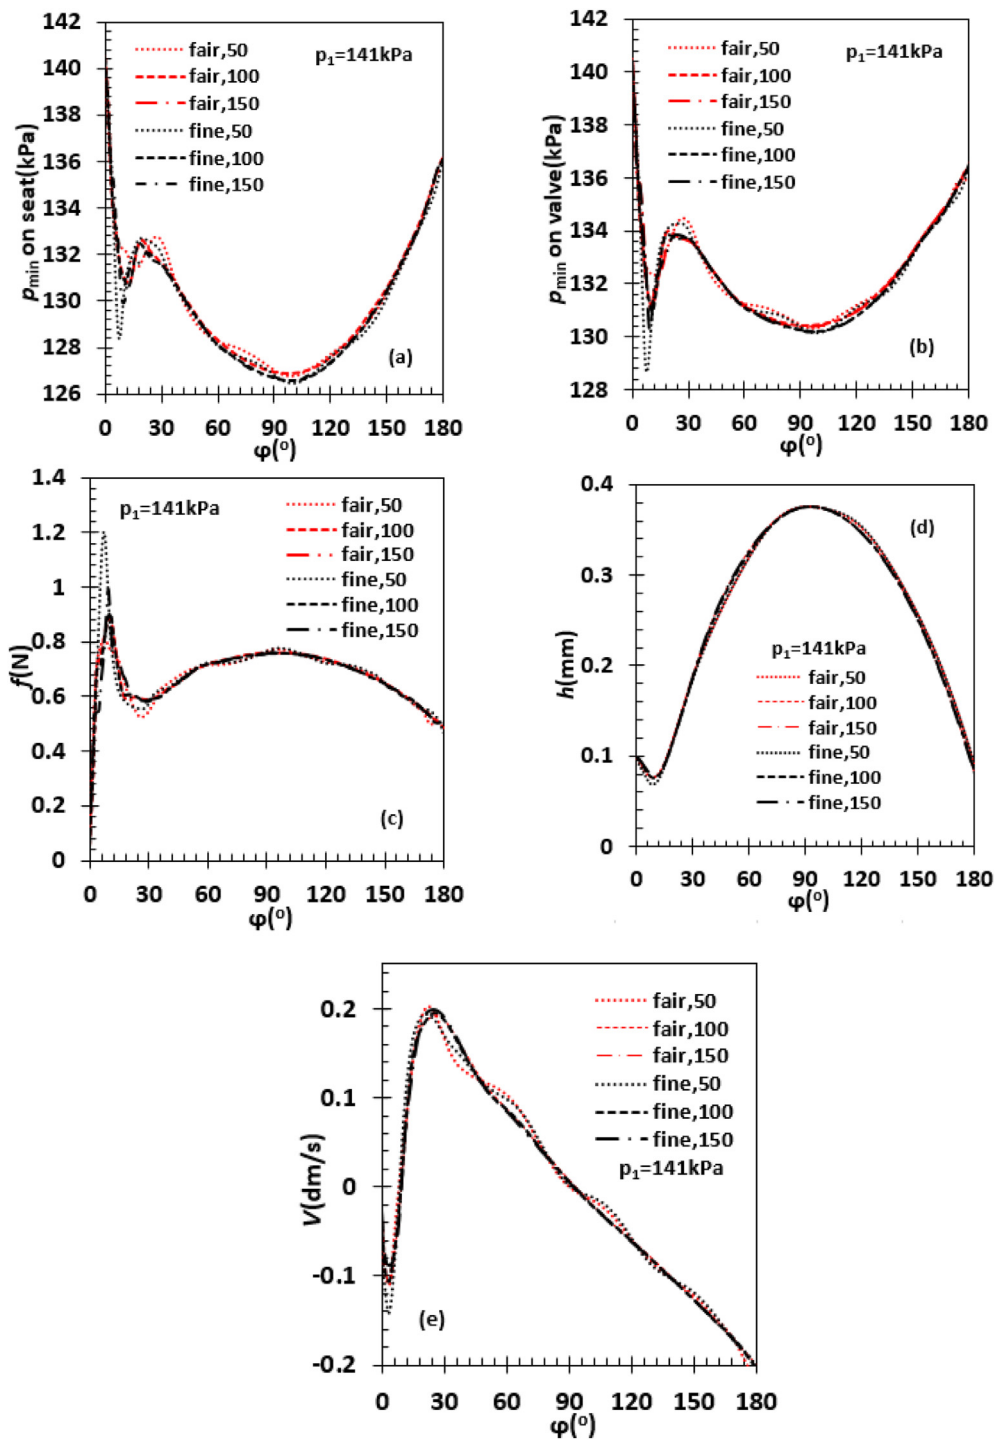 142
140
138
136
134
132
130
128
126
p_min on seat(kPa)
fair,50
fair,100
fair,150
fine,50
fine,100
fine,150
p₁=141kPa
(a)
0 30 60 90 120 150 180
φ(°)
142
140
138
136
134
132
130
128
p_min on valve(kPa)
fair,50
fair,100
fair,150
fine,50
fine,100
fine,150
p₁=141kPa
(b)
0 30 60 90 120 150 180
φ(°)
1.4
1.2
1
0.8
0.6
0.4
0.2
0
f(N)
p₁=141kPa
fair,50
fair,100
fair,150
fine,50
fine,100
fine,150
(c)
0 30 60 90 120 150 180
φ(°)
0.4
0.3
0.2
0.1
0
h(mm)
(d)
p₁=141kPa
fair,50
fair,100
fair,150
fine,50
fine,100
fine,150
0 30 60 90 120 150 180
φ(°)
0.2
0.1
0
-0.1
-0.2
V(dm/s)
fair,50
fair,100
fair,150
fine,50
fine,100
fine,150
p₁=141kPa
(e)
0 30 60 90 120 150 180
φ(°)